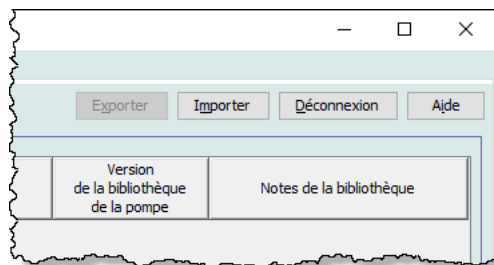 Exporter
Importer
Déconnexion
Aide
Version
de la bibliothèque
de la pompe
Notes de la bibliothèque